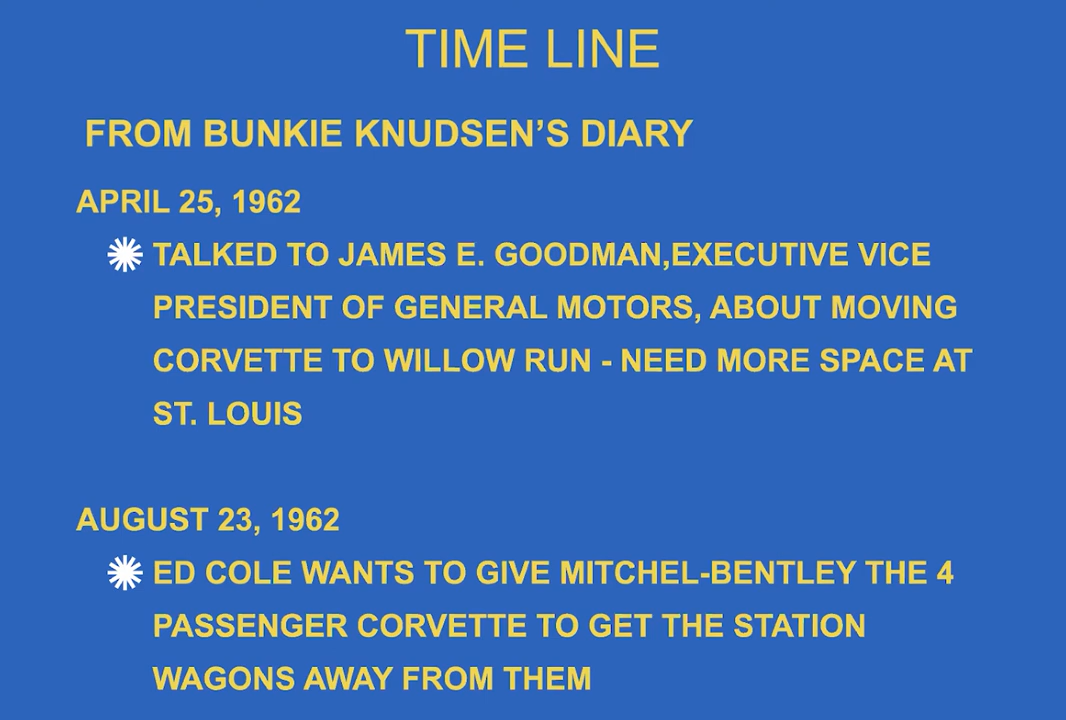 TIME LINE
FROM BUNKIE KNUDSEN’S DIARY
APRIL 25, 1962
TALKED TO JAMES E. GOODMAN,EXECUTIVE VICE
PRESIDENT OF GENERAL MOTORS, ABOUT MOVING
CORVETTE TO WILLOW RUN - NEED MORE SPACE AT
ST. LOUIS
AUGUST 23, 1962
ED COLE WANTS TO GIVE MITCHEL-BENTLEY THE 4
PASSENGER CORVETTE TO GET THE STATION
WAGONS AWAY FROM THEM